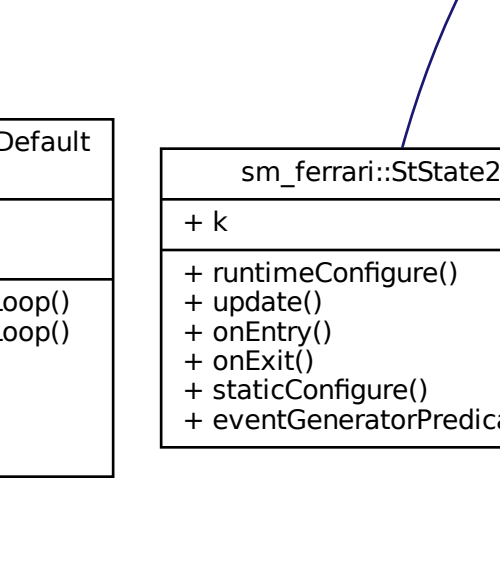 Default
Loop()
Loop()
sm_ferrari::StState2
+ k
+ runtimeConfigure()
+ update()
+ onEntry()
+ onExit()
+ staticConfigure()
+ eventGeneratorPredica